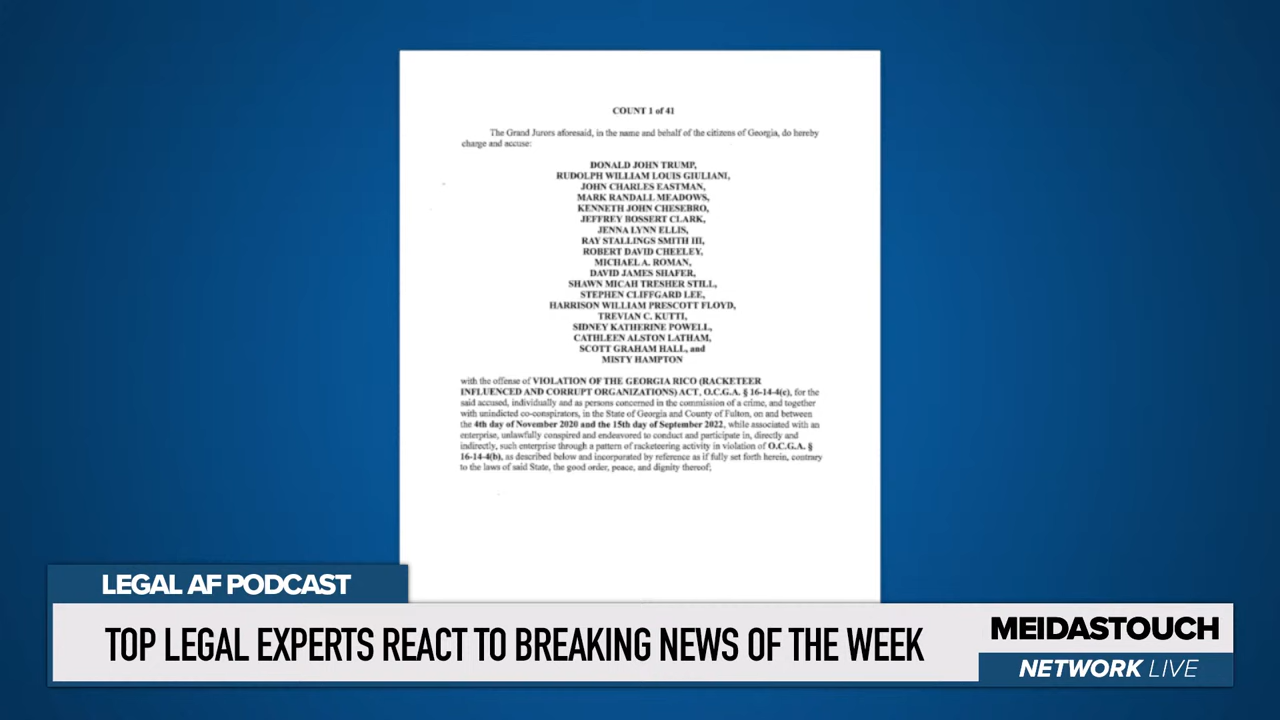 COUNT 1 of 41
The Grand Jurors aforesaid, in the name and behalf of the citizens of Georgia, do hereby
charge and accuse:
DONALD JOHN TRUMP,
RUDOLPH WILLIAM LOUIS GIULIANI,
JOHN CHARLES EASTMAN,
MARK RANDALL MEADOWS,
KENNETH JOHN CHESEBRO,
JEFFREY BOSSERT CLARK,
JENNA LYNN ELLIS,
RAY STALLINGS SMITH III,
ROBERT DAVID CHEELEY,
MICHAEL A. ROMAN,
DAVID JAMES SHAFER,
SHAWN MICAH TRESHER STILL,
STEPHEN CLIFFGARD LEE,
HARRISON WILLIAM PRESCOTT FLOYD,
TREVIAN C. KUTTI,
SIDNEY KATHERINE POWELL,
CATHLEEN ALSTON LATHAM,
SCOTT GRAHAM HALL, and
MISTY HAMPTON
with the offense of VIOLATION OF THE GEORGIA RICO (RACKETEER
INFLUENCED AND CORRUPT ORGANIZATIONS) ACT, O.C.G.A. § 16-14-4(c), for the
said accused, individually and as persons concerned in the commission of a crime, and together
with unindicted co-conspirators, in the State of Georgia and County of Fulton, on and between
the 4th day of November 2020 and the 15th day of September 2022, while associated with an
enterprise, unlawfully conspired and endeavored to conduct and participate in, directly and
indirectly, such enterprise through a pattern of racketeering activity in violation of O.C.G.A. §
16-14-4(b), as described below and incorporated by reference as if fully set forth herein, contrary
to the laws of said State, the good order, peace, and dignity thereof;
LEGAL AF PODCAST
TOP LEGAL EXPERTS REACT TO BREAKING NEWS OF THE WEEK
MEIDASTOUCH
NETWORK LIVE